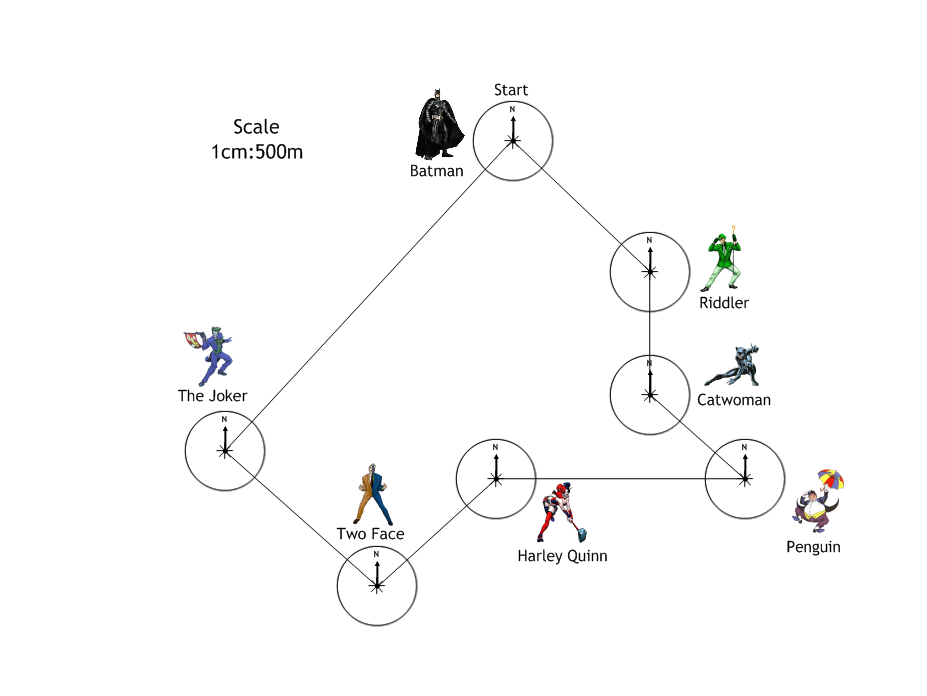 Start
N
Scale
1cm:500m
Batman
N
Riddler
N
The Joker
Catwoman
N
N
N
Two Face
Harley Quinn
Penguin
N